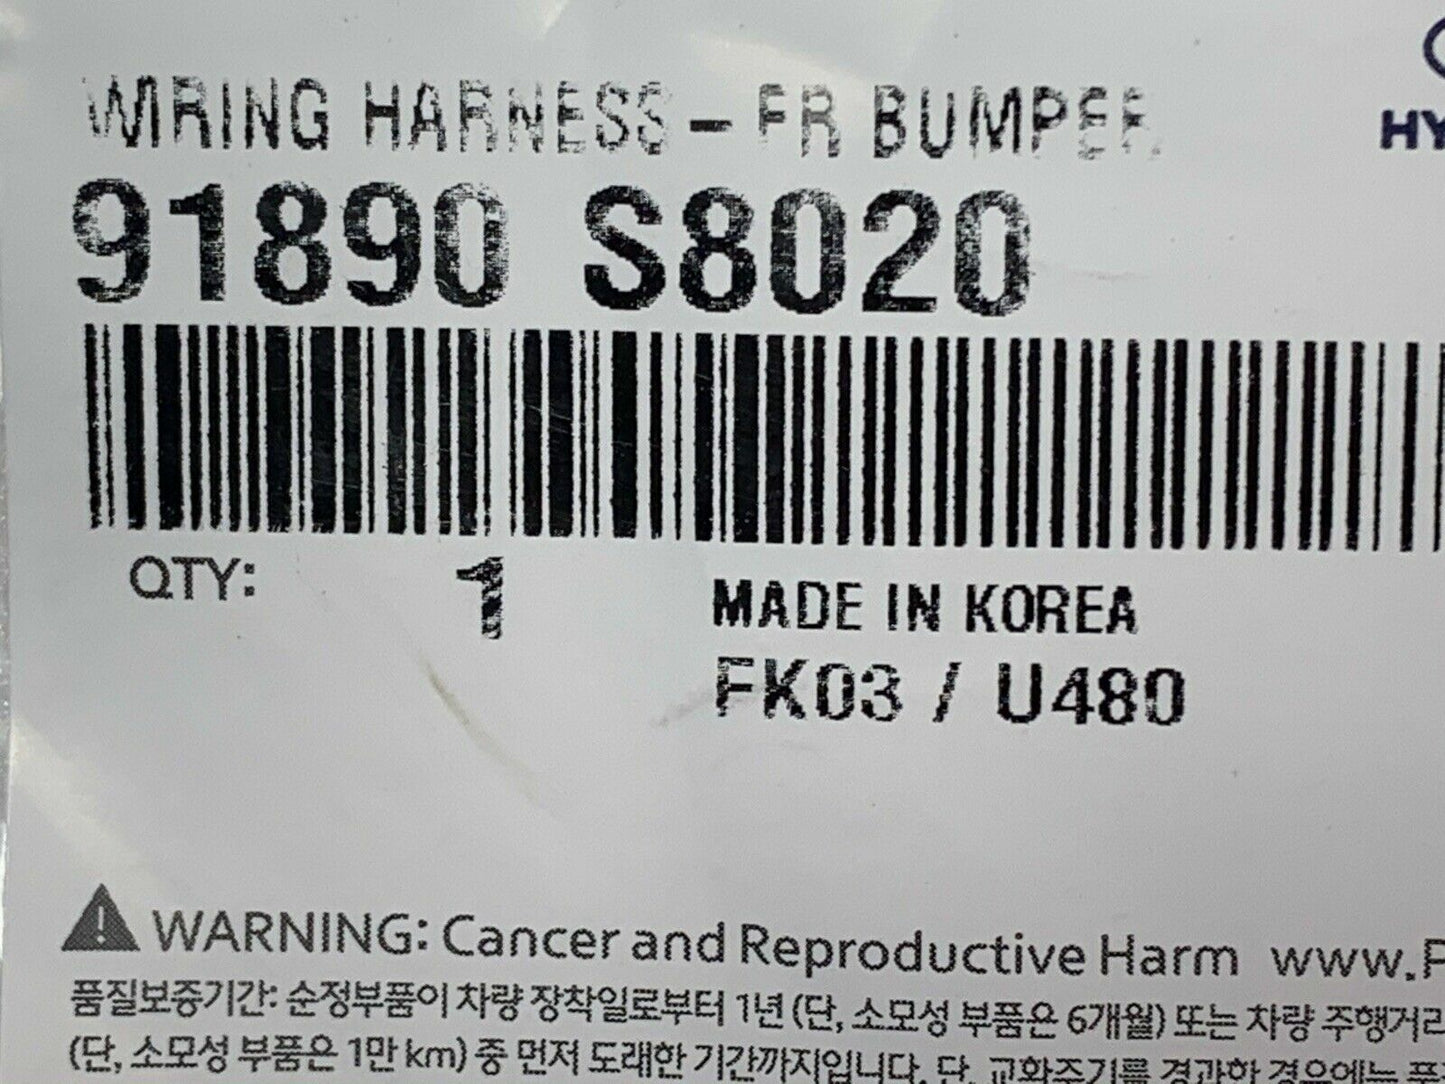 WIRING HARNESS - FR BUMPER
HY
91890 S8020
QTY: 1
MADE IN KOREA
FK03 / U480
WARNING: Cancer and Reproductive Harm www.P
품질보증기간: 순정부품이 차량 장착일로부터 1년 (단, 소모성 부품은 6개월) 또는 차량 주행거리
(단, 소모성 부품은 1만 km) 중 먼저 도래한 기간까지입니다. 단, 교환주기를 경과한 경우에는